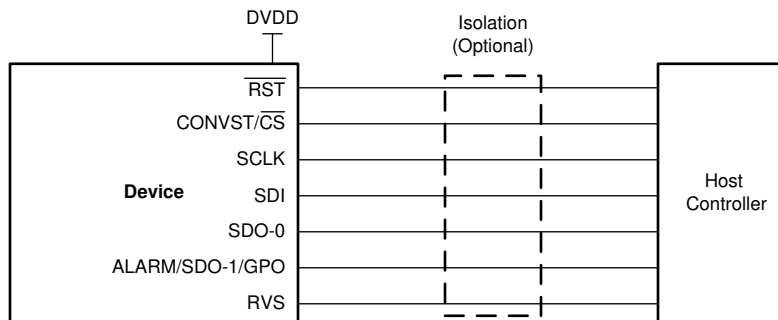 DVDD
Isolation
(Optional)
RST
CONVST/CS
SCLK
Device
SDI
Host
Controller
SDO-0
ALARM/SDO-1/GPO
RVS